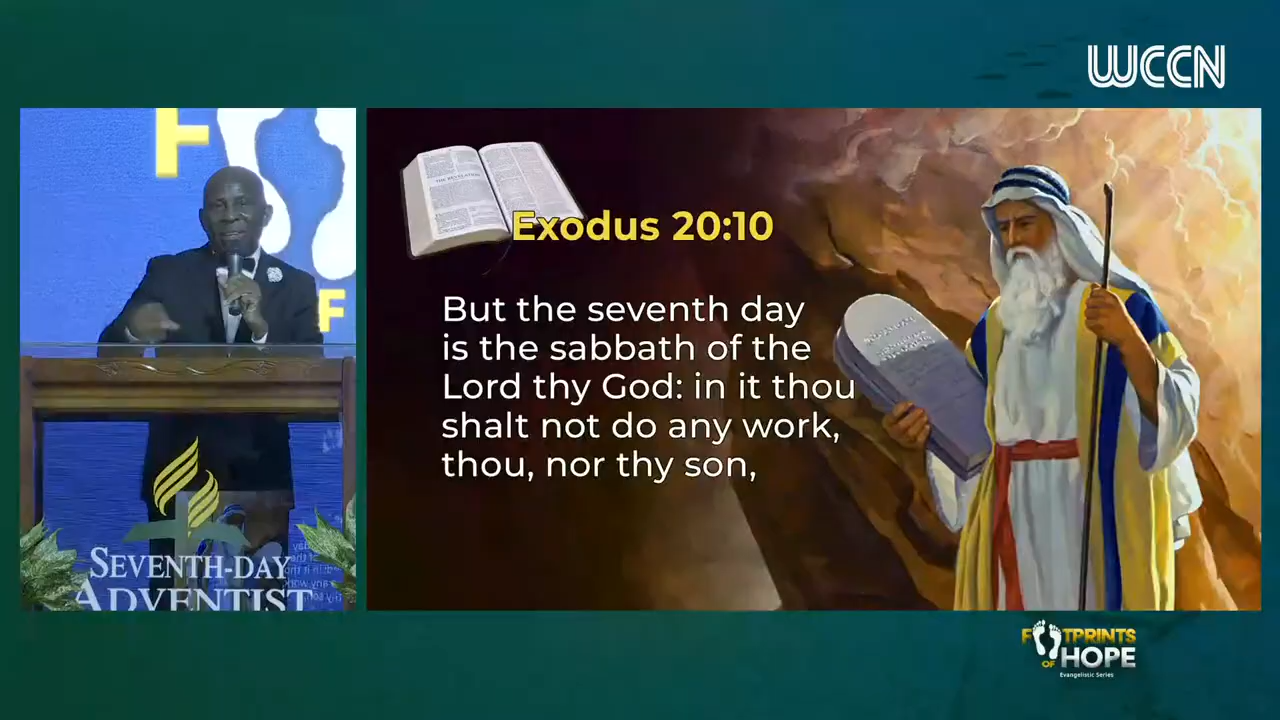 WCCN
F
F
Exodus 20:10
But the seventh day
is the sabbath of the
Lord thy God: in it thou
shalt not do any work,
thou, nor thy son,
SEVENTH-DAY
ADVENTIST
FOOTPRINTS
OF HOPE
Evangelistic Series